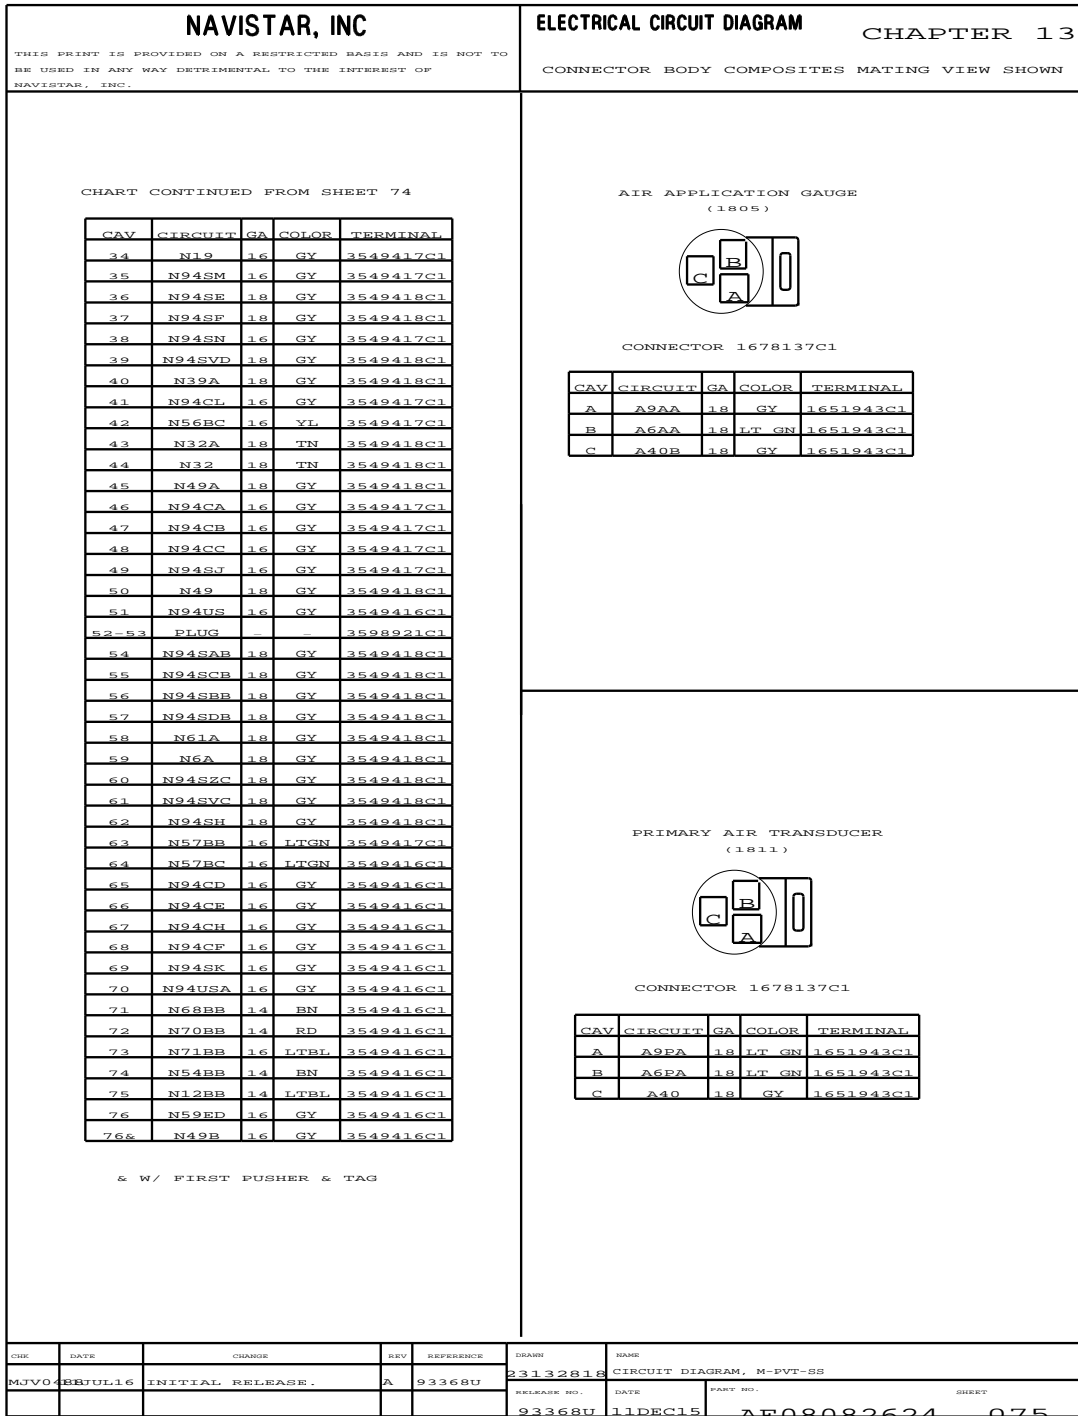 NAVISTAR, INC
THIS PRINT IS PROVIDED ON A RESTRICTED BASIS AND IS NOT TO
BE USED IN ANY WAY DETRIMENTAL TO THE INTEREST OF
NAVISTAR, INC.
ELECTRICAL CIRCUIT DIAGRAM
CHAPTER 13
CONNECTOR BODY COMPOSITES MATING VIEW SHOWN
CHART CONTINUED FROM SHEET 74
CAV CIRCUIT GA COLOR TERMINAL
34 N19 16 GY 3549417C1
35 N94SM 16 GY 3549417C1
36 N94SE 18 GY 3549418C1
37 N94SF 18 GY 3549418C1
38 N94SN 16 GY 3549417C1
39 N94SVD 18 GY 3549418C1
40 N39A 18 GY 3549418C1
41 N94CL 16 GY 3549417C1
42 N56BC 16 YL 3549417C1
43 N32A 18 TN 3549418C1
44 N32 18 TN 3549418C1
45 N49A 18 GY 3549418C1
46 N94CA 16 GY 3549417C1
47 N94CB 16 GY 3549417C1
48 N94CC 16 GY 3549417C1
49 N94SJ 16 GY 3549417C1
50 N49 18 GY 3549418C1
51 N94US 16 GY 3549416C1
52-53 PLUG - - 3598921C1
54 N94SAB 18 GY 3549418C1
55 N94SCB 18 GY 3549418C1
56 N94SBB 18 GY 3549418C1
57 N94SDB 18 GY 3549418C1
58 N61A 18 GY 3549418C1
59 N6A 18 GY 3549418C1
60 N94SZC 18 GY 3549418C1
61 N94SVC 18 GY 3549418C1
62 N94SH 18 GY 3549418C1
63 N57BB 16 LTGN 3549417C1
64 N57BC 16 LTGN 3549416C1
65 N94CD 16 GY 3549416C1
66 N94CE 16 GY 3549416C1
67 N94CH 16 GY 3549416C1
68 N94CF 16 GY 3549416C1
69 N94SK 16 GY 3549416C1
70 N94USA 16 GY 3549416C1
71 N68BB 14 BN 3549416C1
72 N70BB 14 RD 3549416C1
73 N71BB 16 LTBL 3549416C1
74 N54BB 14 BN 3549416C1
75 N12BB 14 LTBL 3549416C1
76 N59ED 16 GY 3549416C1
76& N49B 16 GY 3549416C1
& W/ FIRST PUSHER & TAG
AIR APPLICATION GAUGE
(1805)
B
C
A
CONNECTOR 1678137C1
CAV CIRCUIT GA COLOR TERMINAL
A A9AA 18 GY 1651943C1
B A6AA 18 LT GN 1651943C1
C A40B 18 GY 1651943C1
PRIMARY AIR TRANSDUCER
(1811)
B
C
A
CONNECTOR 1678137C1
CAV CIRCUIT GA COLOR TERMINAL
A A9PA 18 LT GN 1651943C1
B A6PA 18 LT GN 1651943C1
C A40 18 GY 1651943C1
CHK DATE CHANGE REV REFERENCE
INITIAL RELEASE. A 93368U
DRAWN
23132818
NAME
CIRCUIT DIAGRAM, M-PVT-SS
RELEASE NO. DATE PART NO. SHEET
93368U 11DEC15 AF08082624 075